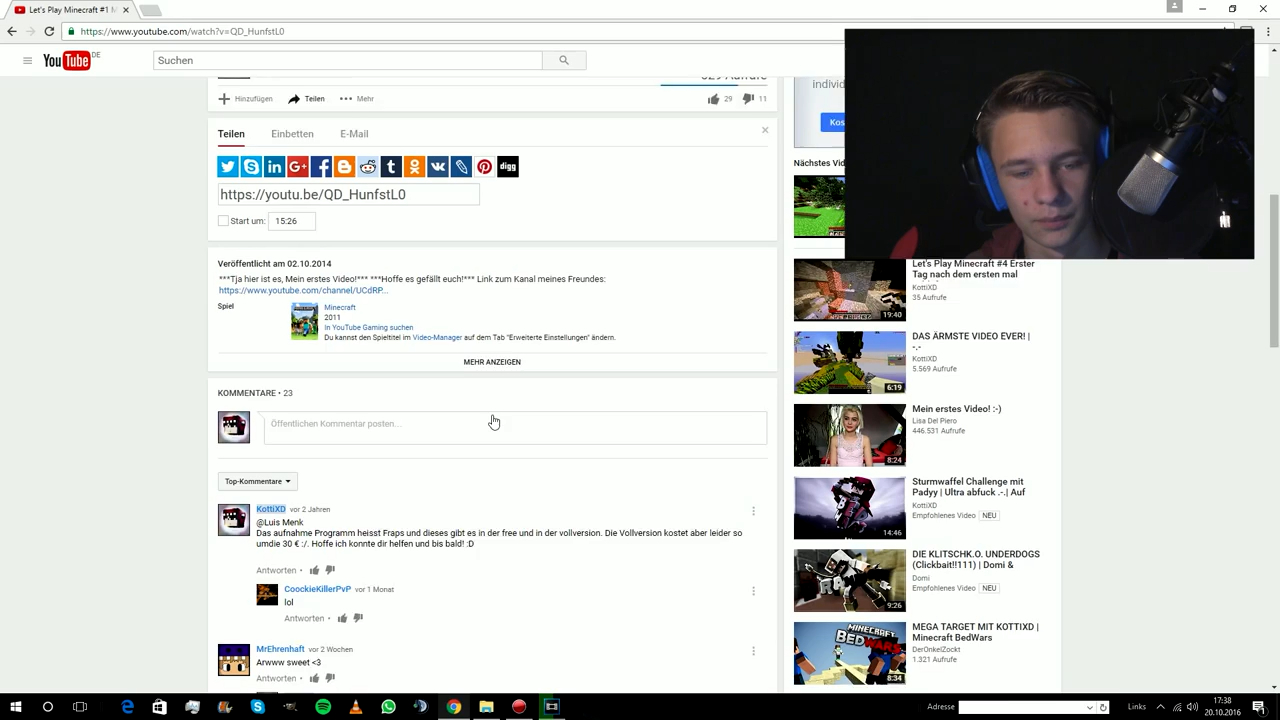 Let's Play Minecraft #1 M
https://www.youtube.com/watch?v=QD_HunfstL0
YouTube DE
Suchen
629 Aufrufe
Hinzufügen
Teilen
Mehr
29
11
Teilen
Einbetten
E-Mail
digg
https://youtu.be/QD_HunfstL0
Start um:
15:26
Veröffentlicht am 02.10.2014
***Tja hier ist es, Mein erstes Video!*** ***Hoffe es gefällt euch!*** Link zum Kanal meines Freundes:
https://www.youtube.com/channel/UCdRP...
Spiel
Minecraft
2011
In YouTube Gaming suchen
Du kannst den Spieltitel im Video-Manager auf dem Tab "Erweiterte Einstellungen" ändern.
MEHR ANZEIGEN
KOMMENTARE • 23
Öffentlichen Kommentar posten...
Top-Kommentare
KottiXD vor 2 Jahren
@Luis Menk
Das aufnahme Programm heisst Fraps und dieses gibt es in der free und in der vollversion. Die Vollversion kostet aber leider so
umdie 30 € :/. Hoffe ich konnte dir helfen und bis bald! :D
Antworten •
CoockieKillerPvP vor 1 Monat
lol
Antworten •
MrEhrenhaft vor 2 Wochen
Arwww sweet <3
Antworten •
individ
Kos
Nächstes Vid
Let's Play Minecraft #4 Erster
Tag nach dem ersten mal
KottiXD
35 Aufrufe
19:40
DAS ÄRMSTE VIDEO EVER! |
-.-
KottiXD
5.569 Aufrufe
6:19
Mein erstes Video! :-)
Lisa Del Piero
446.531 Aufrufe
8:24
Sturmwaffel Challenge mit
Padyy | Ultra abfuck .-.| Auf
KottiXD
Empfohlenes Video NEU
14:46
DIE KLITSCHK.O. UNDERDOGS
(Clickbait!!111) | Domi &
Domi
Empfohlenes Video NEU
9:26
MEGA TARGET MIT KOTTIXD |
Minecraft BedWars
DerOnkelZockt
1.321 Aufrufe
MINECRAFT
BEDWARS
8:34
Adresse
Links
17:38
20.10.2016